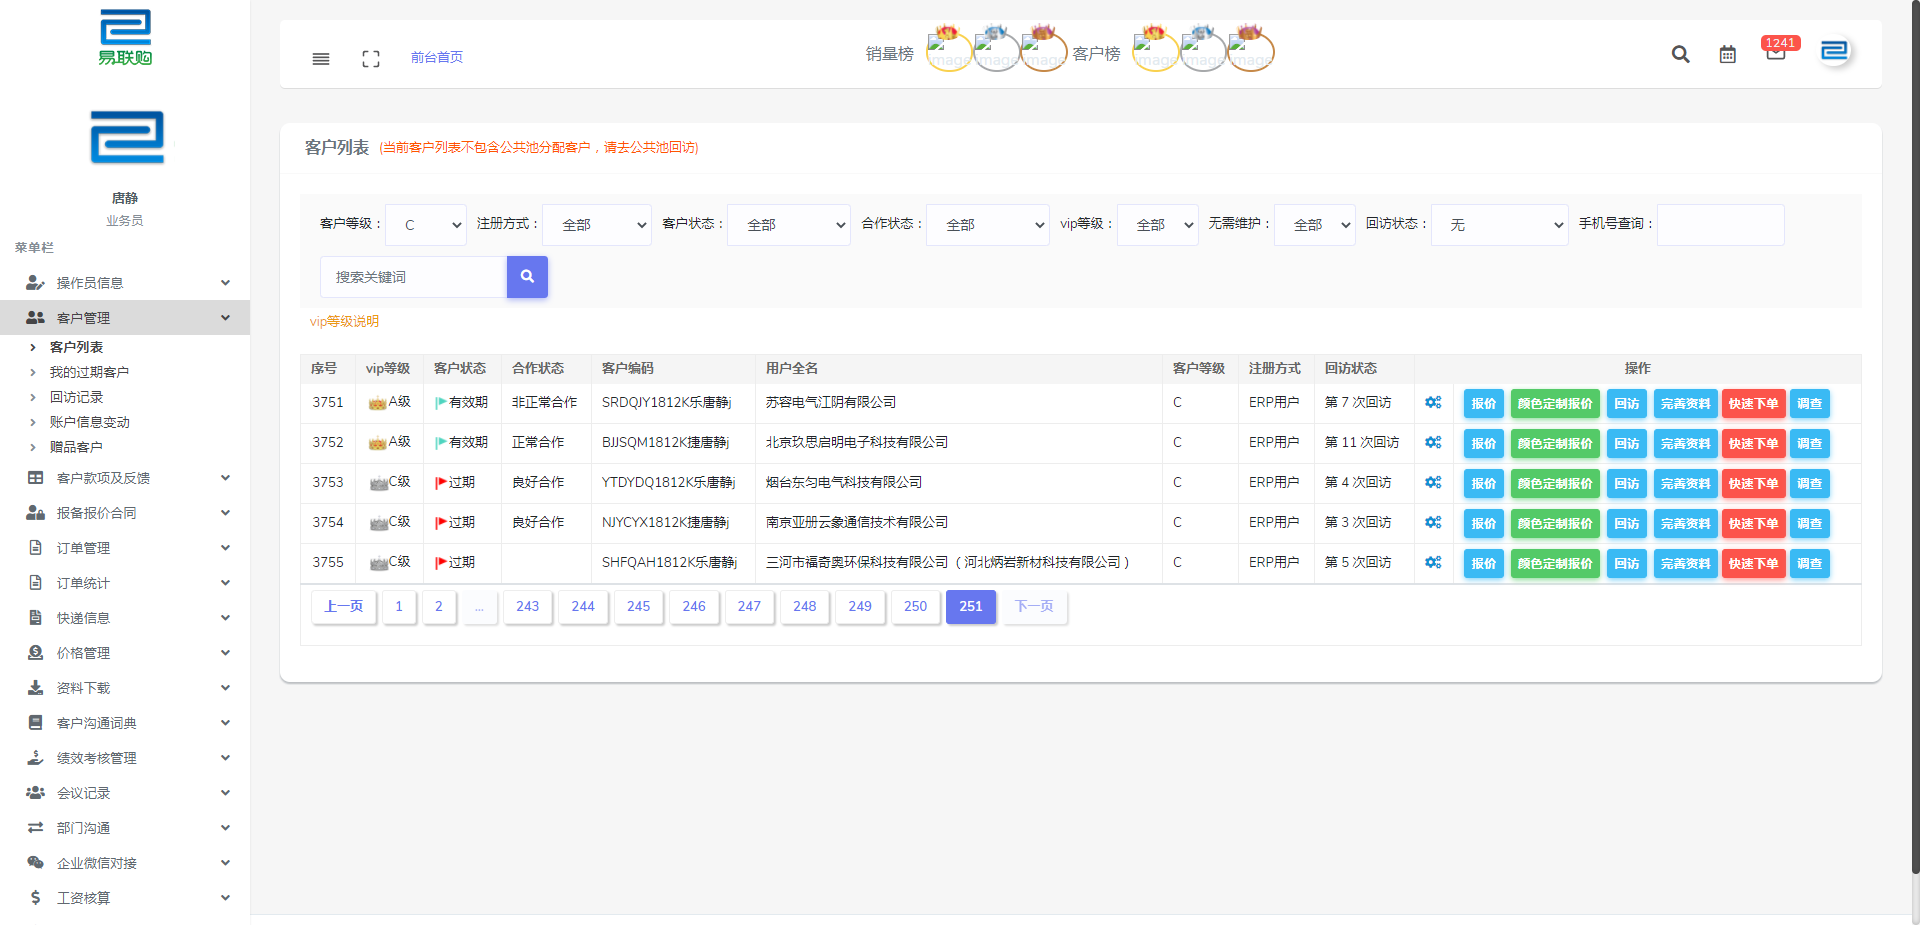 易联购
唐静
业务员
菜单栏
操作员信息
客户管理
客户列表
我的过期客户
回访记录
账户信息变动
赠品客户
客户款项及反馈
报备报价合同
订单管理
订单统计
快递信息
价格管理
资料下载
客户沟通词典
绩效考核管理
会议记录
部门沟通
企业微信对接
工资核算
前台首页
销量榜 image image image 客户榜 image image image
1241
客户列表 (当前客户列表不包含公共池分配客户，请去公共池回访)
客户等级： C 注册方式： 全部 客户状态： 全部 合作状态： 全部 vip等级： 全部 无需维护： 全部 回访状态： 无 手机号查询：
搜索关键词
vip等级说明
序号 vip等级 客户状态 合作状态 客户编码 用户全名 客户等级 注册方式 回访状态 操作
3751 A级 有效期 非正常合作 SRDQJY1812K乐唐静j 苏容电气江阴有限公司 C ERP用户 第 7 次回访 报价 颜色定制报价 回访 完善资料 快速下单 调查
3752 A级 有效期 正常合作 BJJSQM1812K捷唐静j 北京玖思启明电子科技有限公司 C ERP用户 第 11 次回访 报价 颜色定制报价 回访 完善资料 快速下单 调查
3753 C级 过期 良好合作 YTDYDQ1812K乐唐静j 烟台东匀电气科技有限公司 C ERP用户 第 4 次回访 报价 颜色定制报价 回访 完善资料 快速下单 调查
3754 C级 过期 良好合作 NJYCYX1812K捷唐静j 南京亚册云象通信技术有限公司 C ERP用户 第 3 次回访 报价 颜色定制报价 回访 完善资料 快速下单 调查
3755 C级 过期 SHFQAH1812K乐唐静j 三河市福奇奥环保科技有限公司（河北炳岩新材科技有限公司） C ERP用户 第 5 次回访 报价 颜色定制报价 回访 完善资料 快速下单 调查
上一页 1 2 ... 243 244 245 246 247 248 249 250 251 下一页